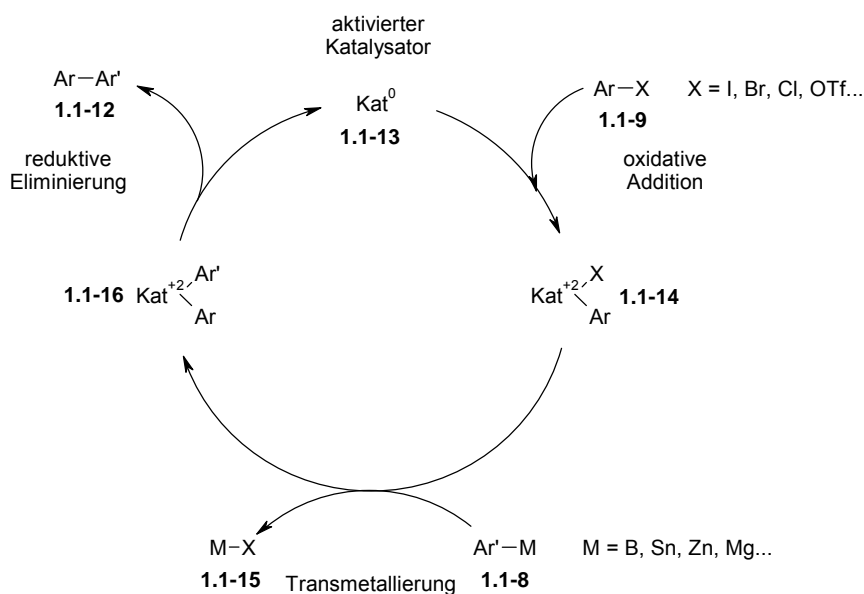 aktivierter
Katalysator
Ar–Ar'
1.1-12
Kat⁰
1.1-13
Ar–X X = I, Br, Cl, OTf...
1.1-9
reduktive
Eliminierung
oxidative
Addition
1.1-16 Kat⁺² Ar' Ar
Kat⁺² X Ar 1.1-14
M–X
1.1-15
Transmetallierung
Ar'–M M = B, Sn, Zn, Mg...
1.1-8